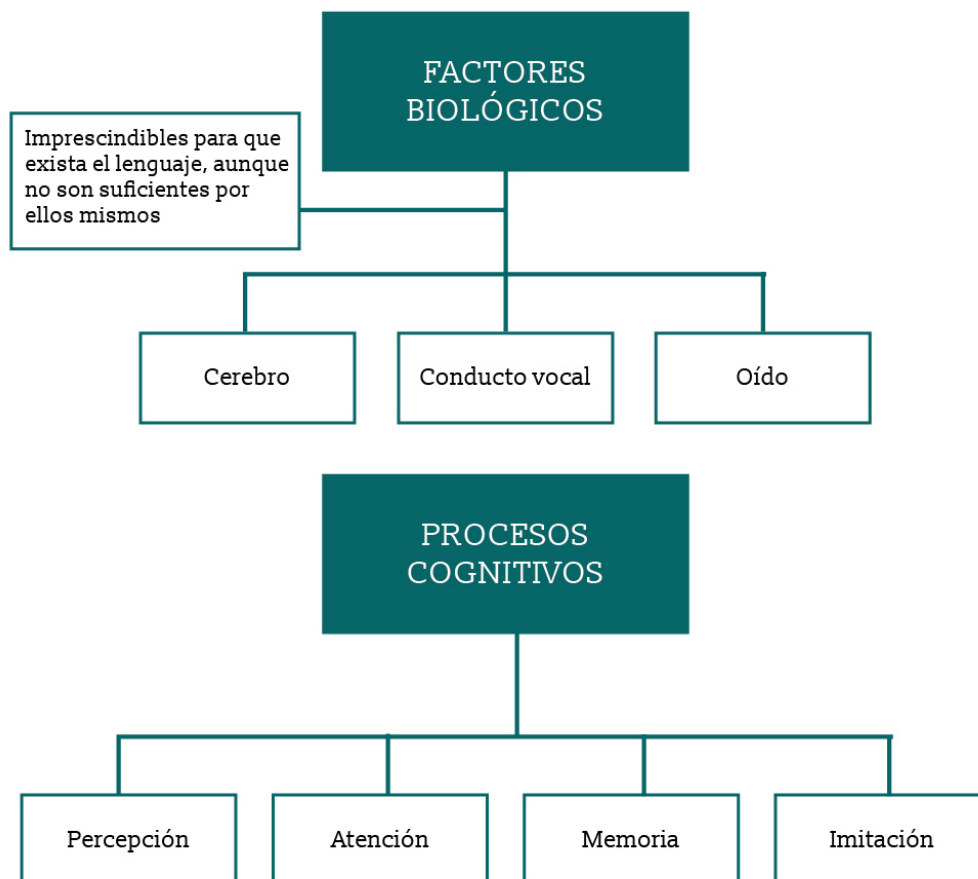 FACTORES
BIOLÓGICOS
Imprescindibles para que
exista el lenguaje, aunque
no son suficientes por
ellos mismos
Cerebro
Conducto vocal
Oído
PROCESOS
COGNITIVOS
Percepción
Atención
Memoria
Imitación